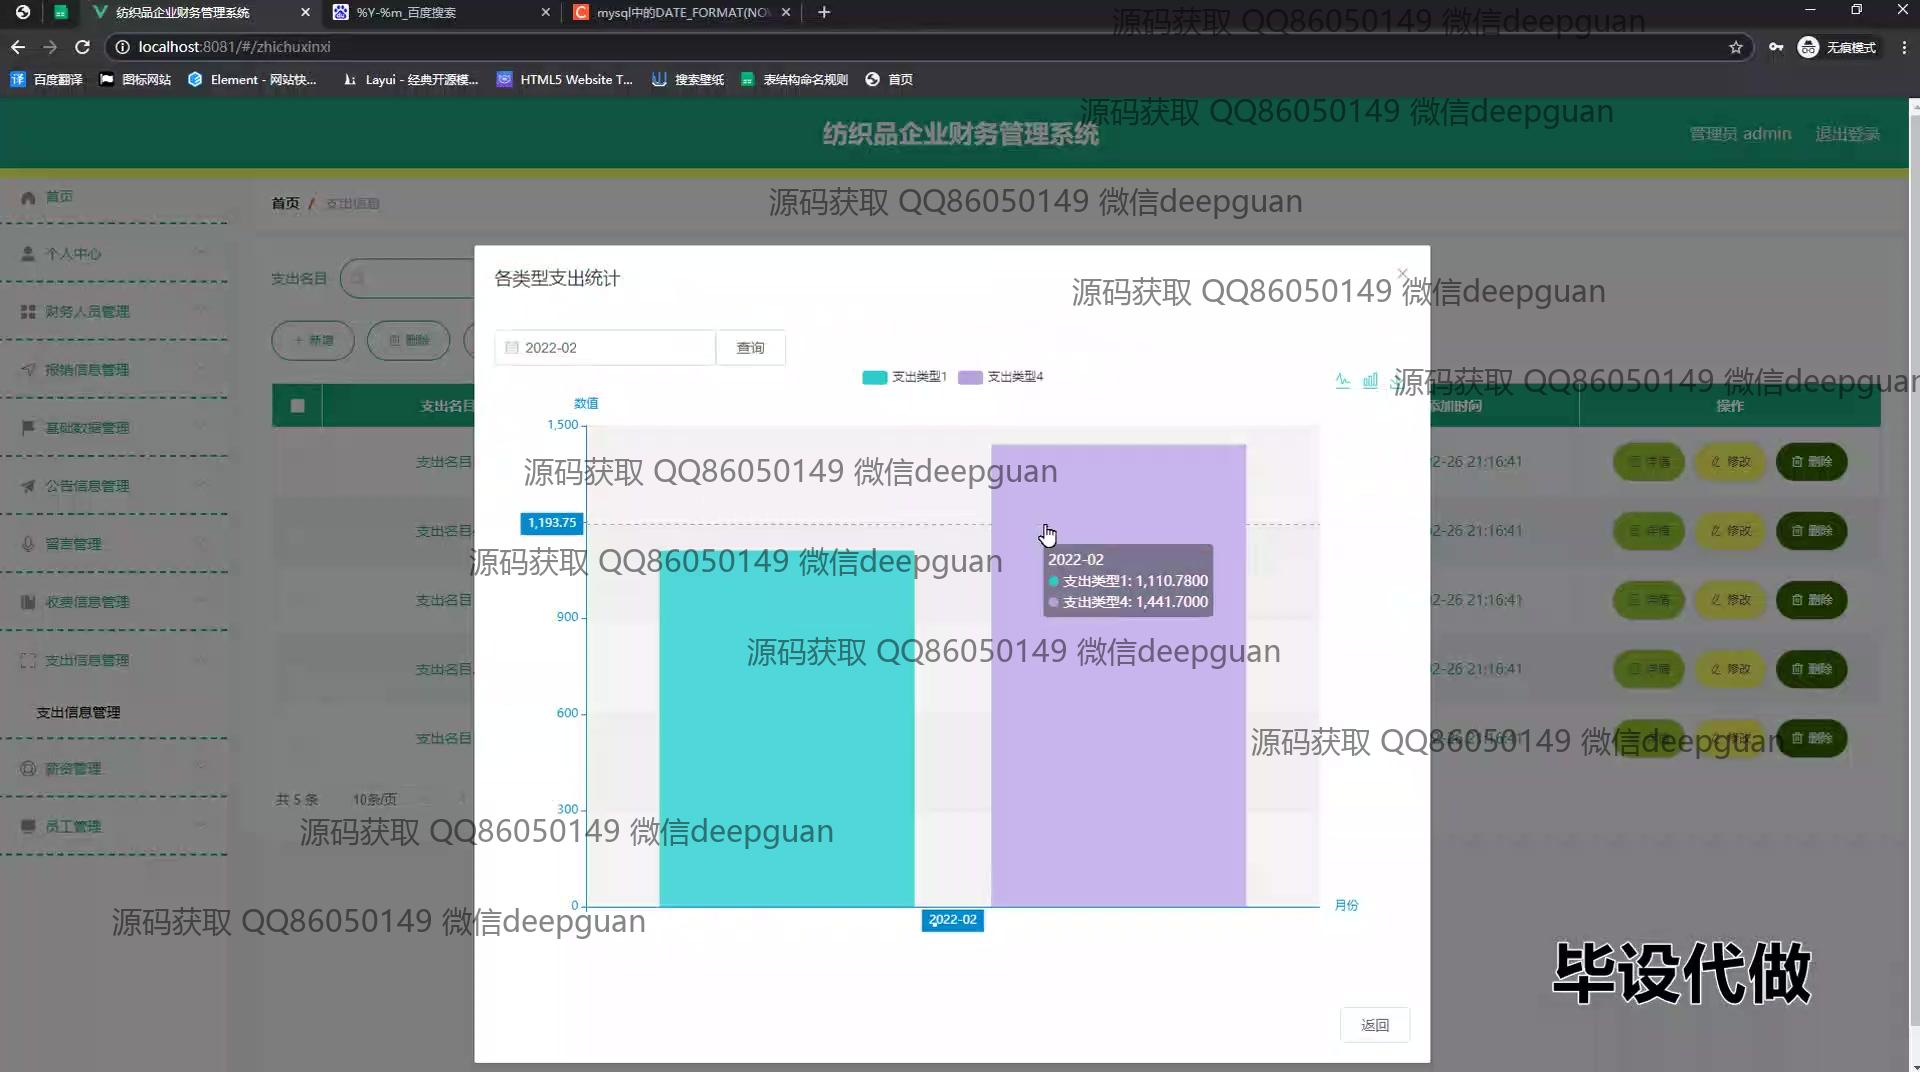 纺织品企业财务管理系统
%Y-%m_百度搜索
mysql中的DATE_FORMAT(NO
localhost:8081/#/zhichuxinxi
无痕模式
百度翻译
图标网站
Element - 网站快...
Layui - 经典开源模...
HTML5 Website T...
搜索壁纸
表结构命名规则
首页
源码获取 QQ86050149 微信deepguan
源码获取 QQ86050149 微信deepguan
纺织品企业财务管理系统
管理员 admin
退出登录
首页
首页 / 支出信息
源码获取 QQ86050149 微信deepguan
个人中心
支出名目
各类型支出统计
源码获取 QQ86050149 微信deepguan
财务人员管理
+ 新增
删除
2022-02
查询
报销信息管理
支出类型1
支出类型4
源码获取 QQ86050149 微信deepguan
支出名目
数值
添加时间
操作
基础数据管理
1,500
支出名目
源码获取 QQ86050149 微信deepguan
2-26 21:16:41
详情
修改
删除
公告信息管理
1,193.75
支出名目
2-26 21:16:41
详情
修改
删除
留言管理
源码获取 QQ86050149 微信deepguan
2022-02
支出类型1: 1,110.7800
支出类型4: 1,441.7000
收费信息管理
支出名目
900
2-26 21:16:41
详情
修改
删除
支出信息管理
支出名目
源码获取 QQ86050149 微信deepguan
2-26 21:16:41
详情
修改
删除
支出信息管理
600
支出名目
源码获取 QQ86050149 微信deepguan
删除
薪资管理
共 5 条
10条/页
300
员工管理
源码获取 QQ86050149 微信deepguan
0
月份
2022-02
源码获取 QQ86050149 微信deepguan
毕设代做
返回